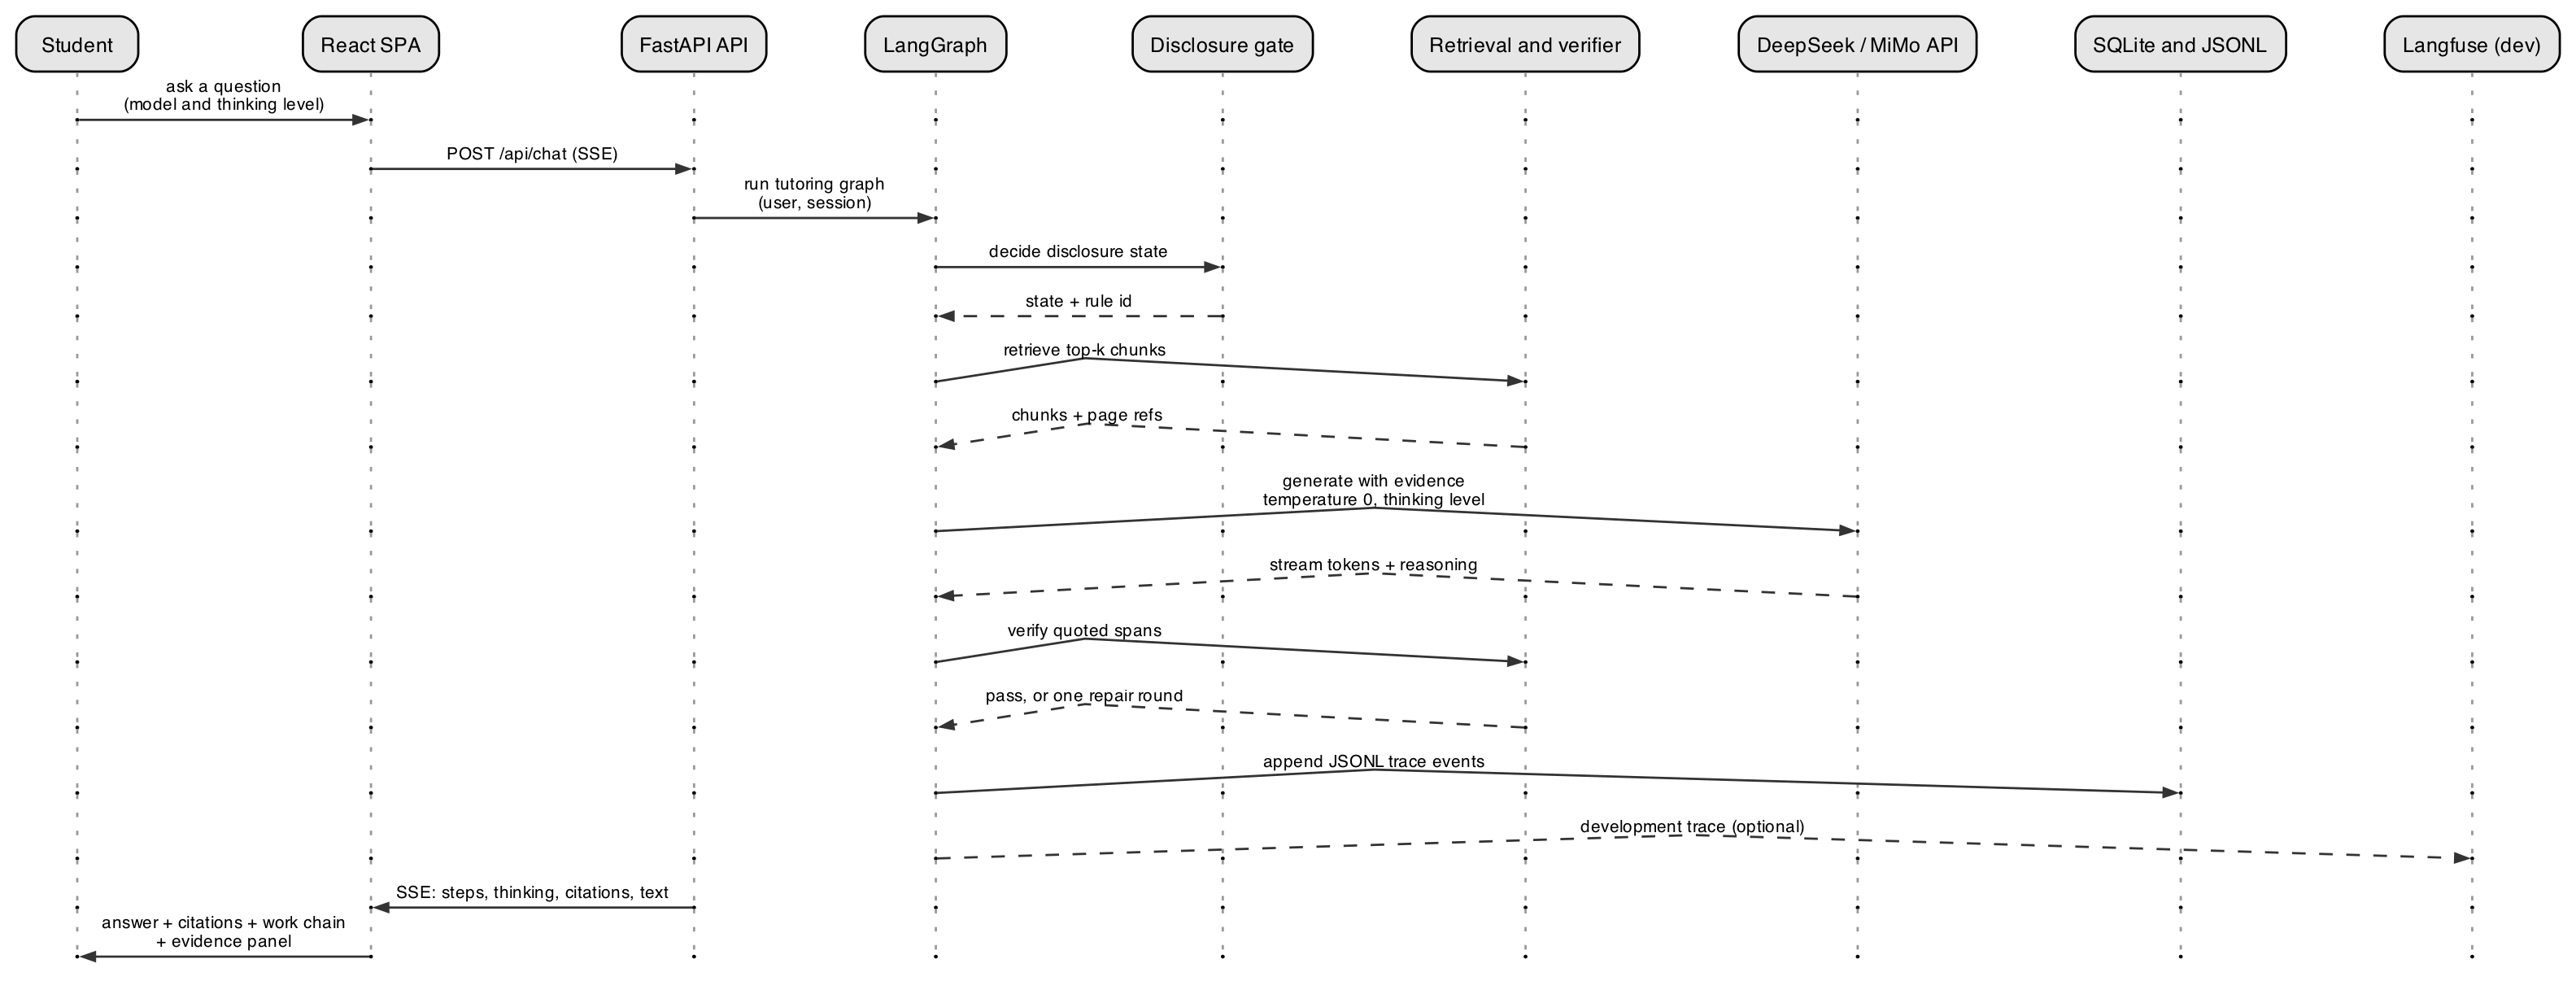 Student
React SPA
FastAPI API
LangGraph
Disclosure gate
Retrieval and verifier
DeepSeek / MiMo API
SQLite and JSONL
Langfuse (dev)
ask a question
(model and thinking level)
POST /api/chat (SSE)
run tutoring graph
(user, session)
decide disclosure state
state + rule id
retrieve top-k chunks
chunks + page refs
generate with evidence
temperature 0, thinking level
stream tokens + reasoning
verify quoted spans
pass, or one repair round
append JSONL trace events
development trace (optional)
SSE: steps, thinking, citations, text
answer + citations + work chain
+ evidence panel